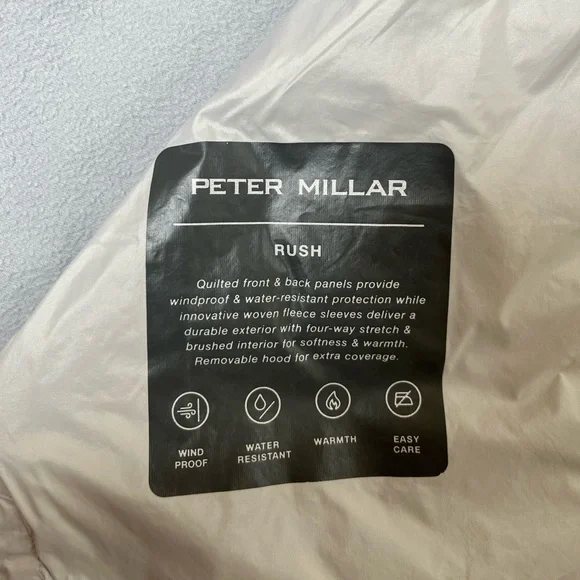 PETER MILLAR
RUSH
Quilted front & back panels provide
windproof & water-resistant protection while
innovative woven fleece sleeves deliver a
durable exterior with four-way stretch &
brushed interior for softness & warmth.
Removable hood for extra coverage.
WIND
PROOF
WATER
RESISTANT
WARMTH
EASY
CARE